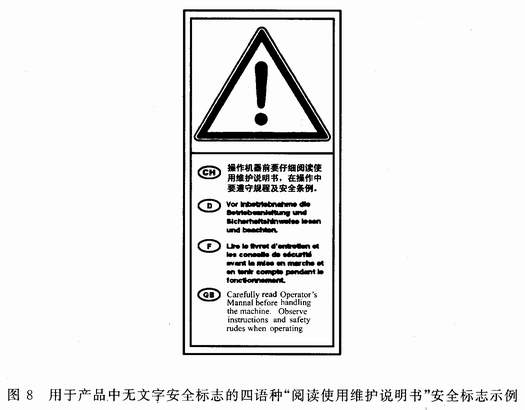 CH
操作机器前要仔细阅读使
用维护说明书，在操作中
要遵守规程及安全条例。
D
Vor Inbetriebnahme die
Betriebsanleitung und
Sicherheitshinweise lesen
und beachten.
F
Lire le livret d'entretien et
les conseils de sécurité
avant la mise en marche et
en tenir compte pendant le
fonctionnement.
GB
Carefully read Operator's
Mannal before handling
the machine. Observe
instructions and safety
rudes when operating
图 8 用于产品中无文字安全标志的四语种“阅读使用维护说明书”安全标志示例